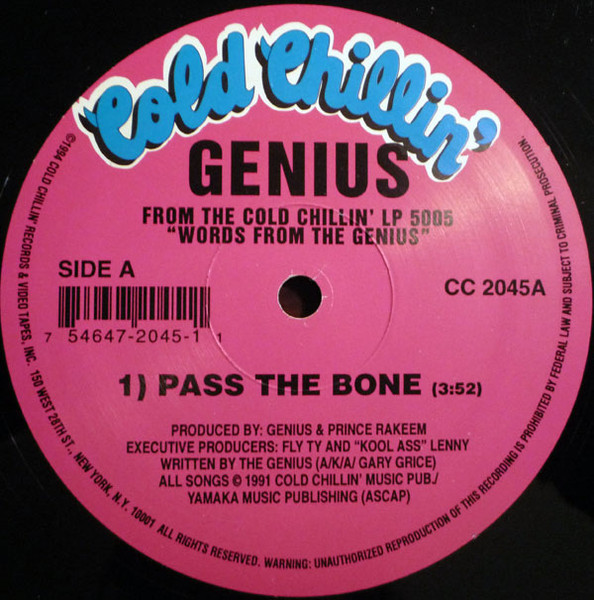 Cold Chillin'
GENIUS
FROM THE COLD CHILLIN' LP 5005
"WORDS FROM THE GENIUS"
SIDE A
CC 2045A
7 54647-2045-1 1
1) PASS THE BONE (3:52)
PRODUCED BY: GENIUS & PRINCE RAKEEM
EXECUTIVE PRODUCERS: FLY TY AND "KOOL ASS" LENNY
WRITTEN BY THE GENIUS (A/K/A/ GARY GRICE)
ALL SONGS © 1991 COLD CHILLIN' MUSIC PUB./
YAMAKA MUSIC PUBLISHING (ASCAP)
©1994 COLD CHILLIN' RECORDS & VIDEO TAPES, INC. 150 WEST 28TH ST., NEW YORK, N.Y. 10001 ALL RIGHTS RESERVED. WARNING: UNAUTHORIZED REPRODUCTION OF THIS RECORDING IS PROHIBITED BY FEDERAL LAW AND SUBJECT TO CRIMINAL PROSECUTION.